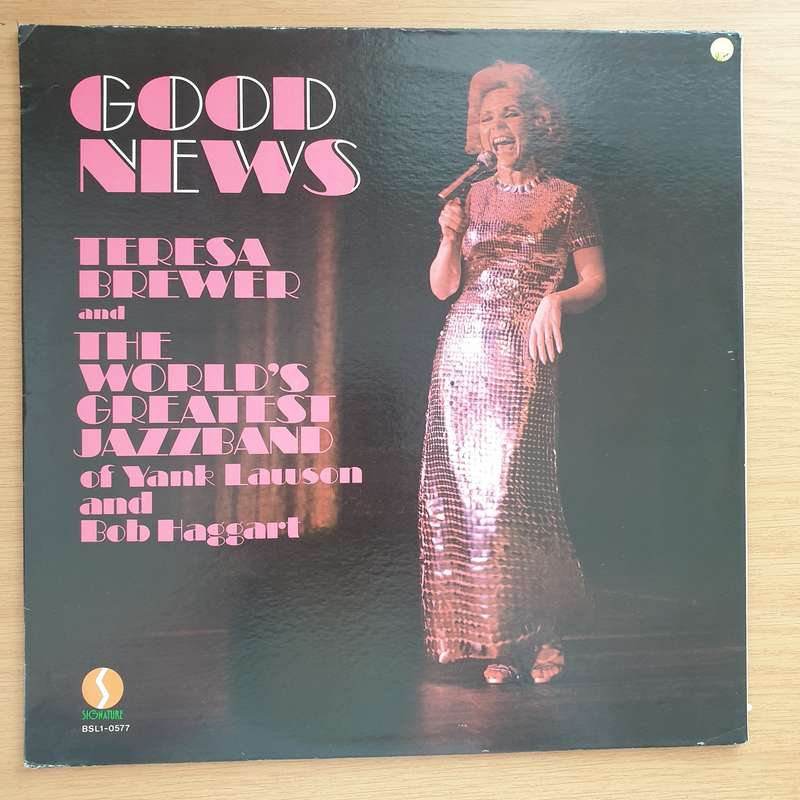 GOOD
NEWS
TERESA
BREWER
and
THE
WORLD'S
GREATEST
JAZZBAND
of Yank Lawson
and
Bob Haggart
SIGNATURE
BSL1-0577